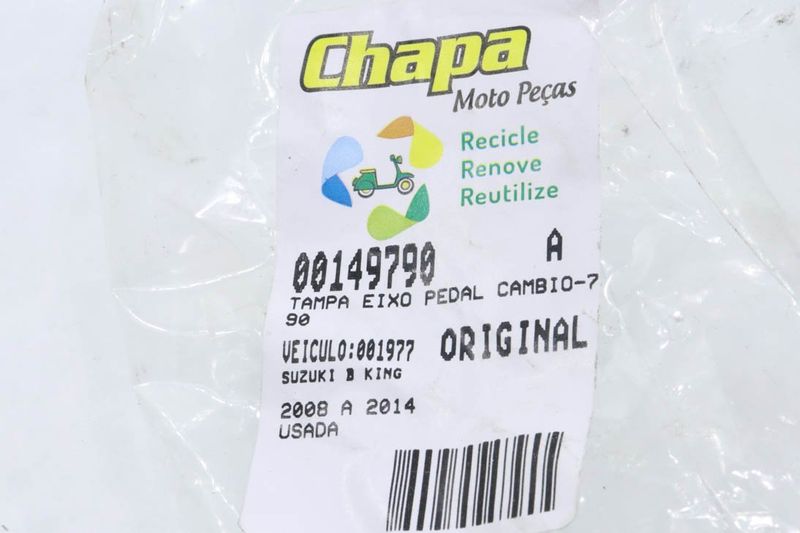 Chapa
Moto Peças
Recicle
Renove
Reutilize
00149790 A
TAMPA EIXO PEDAL CAMBIO-7
90
VEICULO:001977 ORIGINAL
SUZUKI B KING
2008 A 2014
USADA